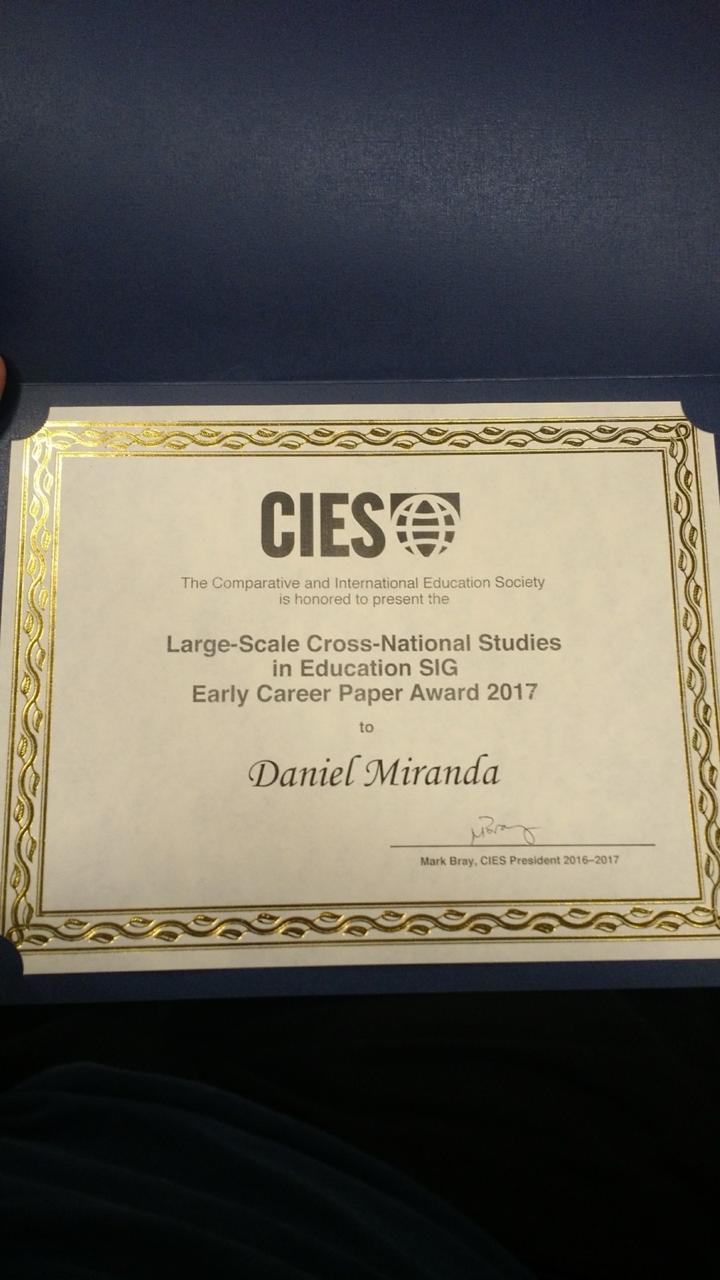 CIES
The Comparative and International Education Society
is honored to present the
Large-Scale Cross-National Studies
in Education SIG
Early Career Paper Award 2017
to
Daniel Miranda
MBray
Mark Bray, CIES President 2016–2017